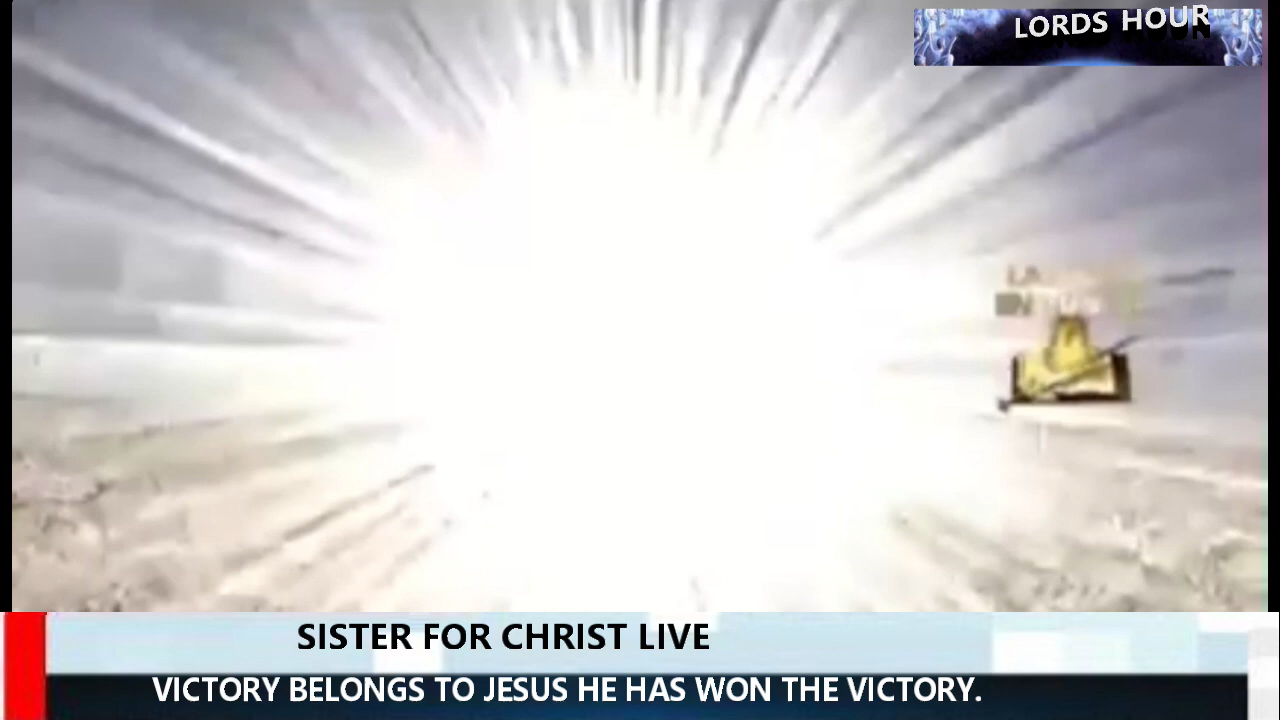 LORDS HOUR
SISTER FOR CHRIST LIVE
VICTORY BELONGS TO JESUS HE HAS WON THE VICTORY.